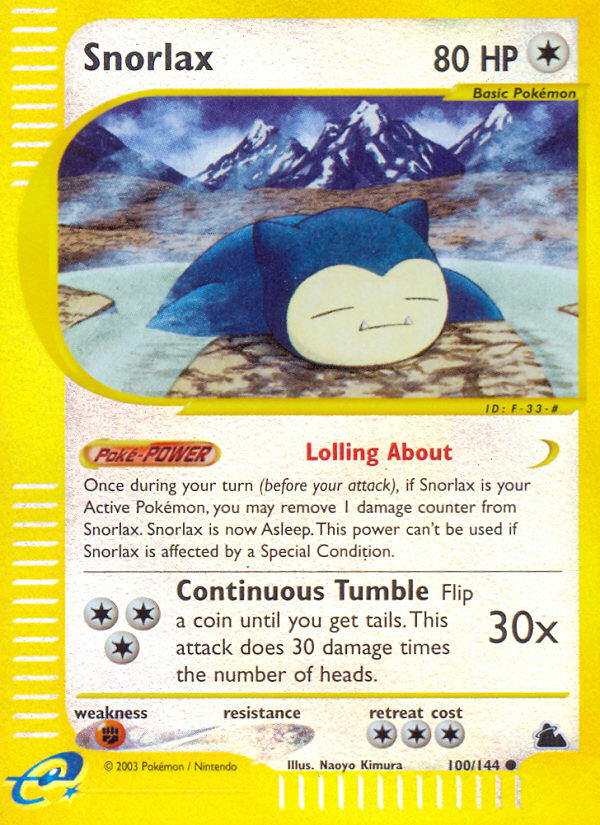 Snorlax 80 HP
Basic Pokémon
ID: F-33-#
Poké-POWER Lolling About
Once during your turn (before your attack), if Snorlax is your
Active Pokémon, you may remove 1 damage counter from
Snorlax. Snorlax is now Asleep. This power can't be used if
Snorlax is affected by a Special Condition.
Continuous Tumble Flip
a coin until you get tails. This
attack does 30 damage times
the number of heads.
30x
weakness resistance retreat cost
© 2003 Pokémon / Nintendo Illus. Naoyo Kimura 100/144
e